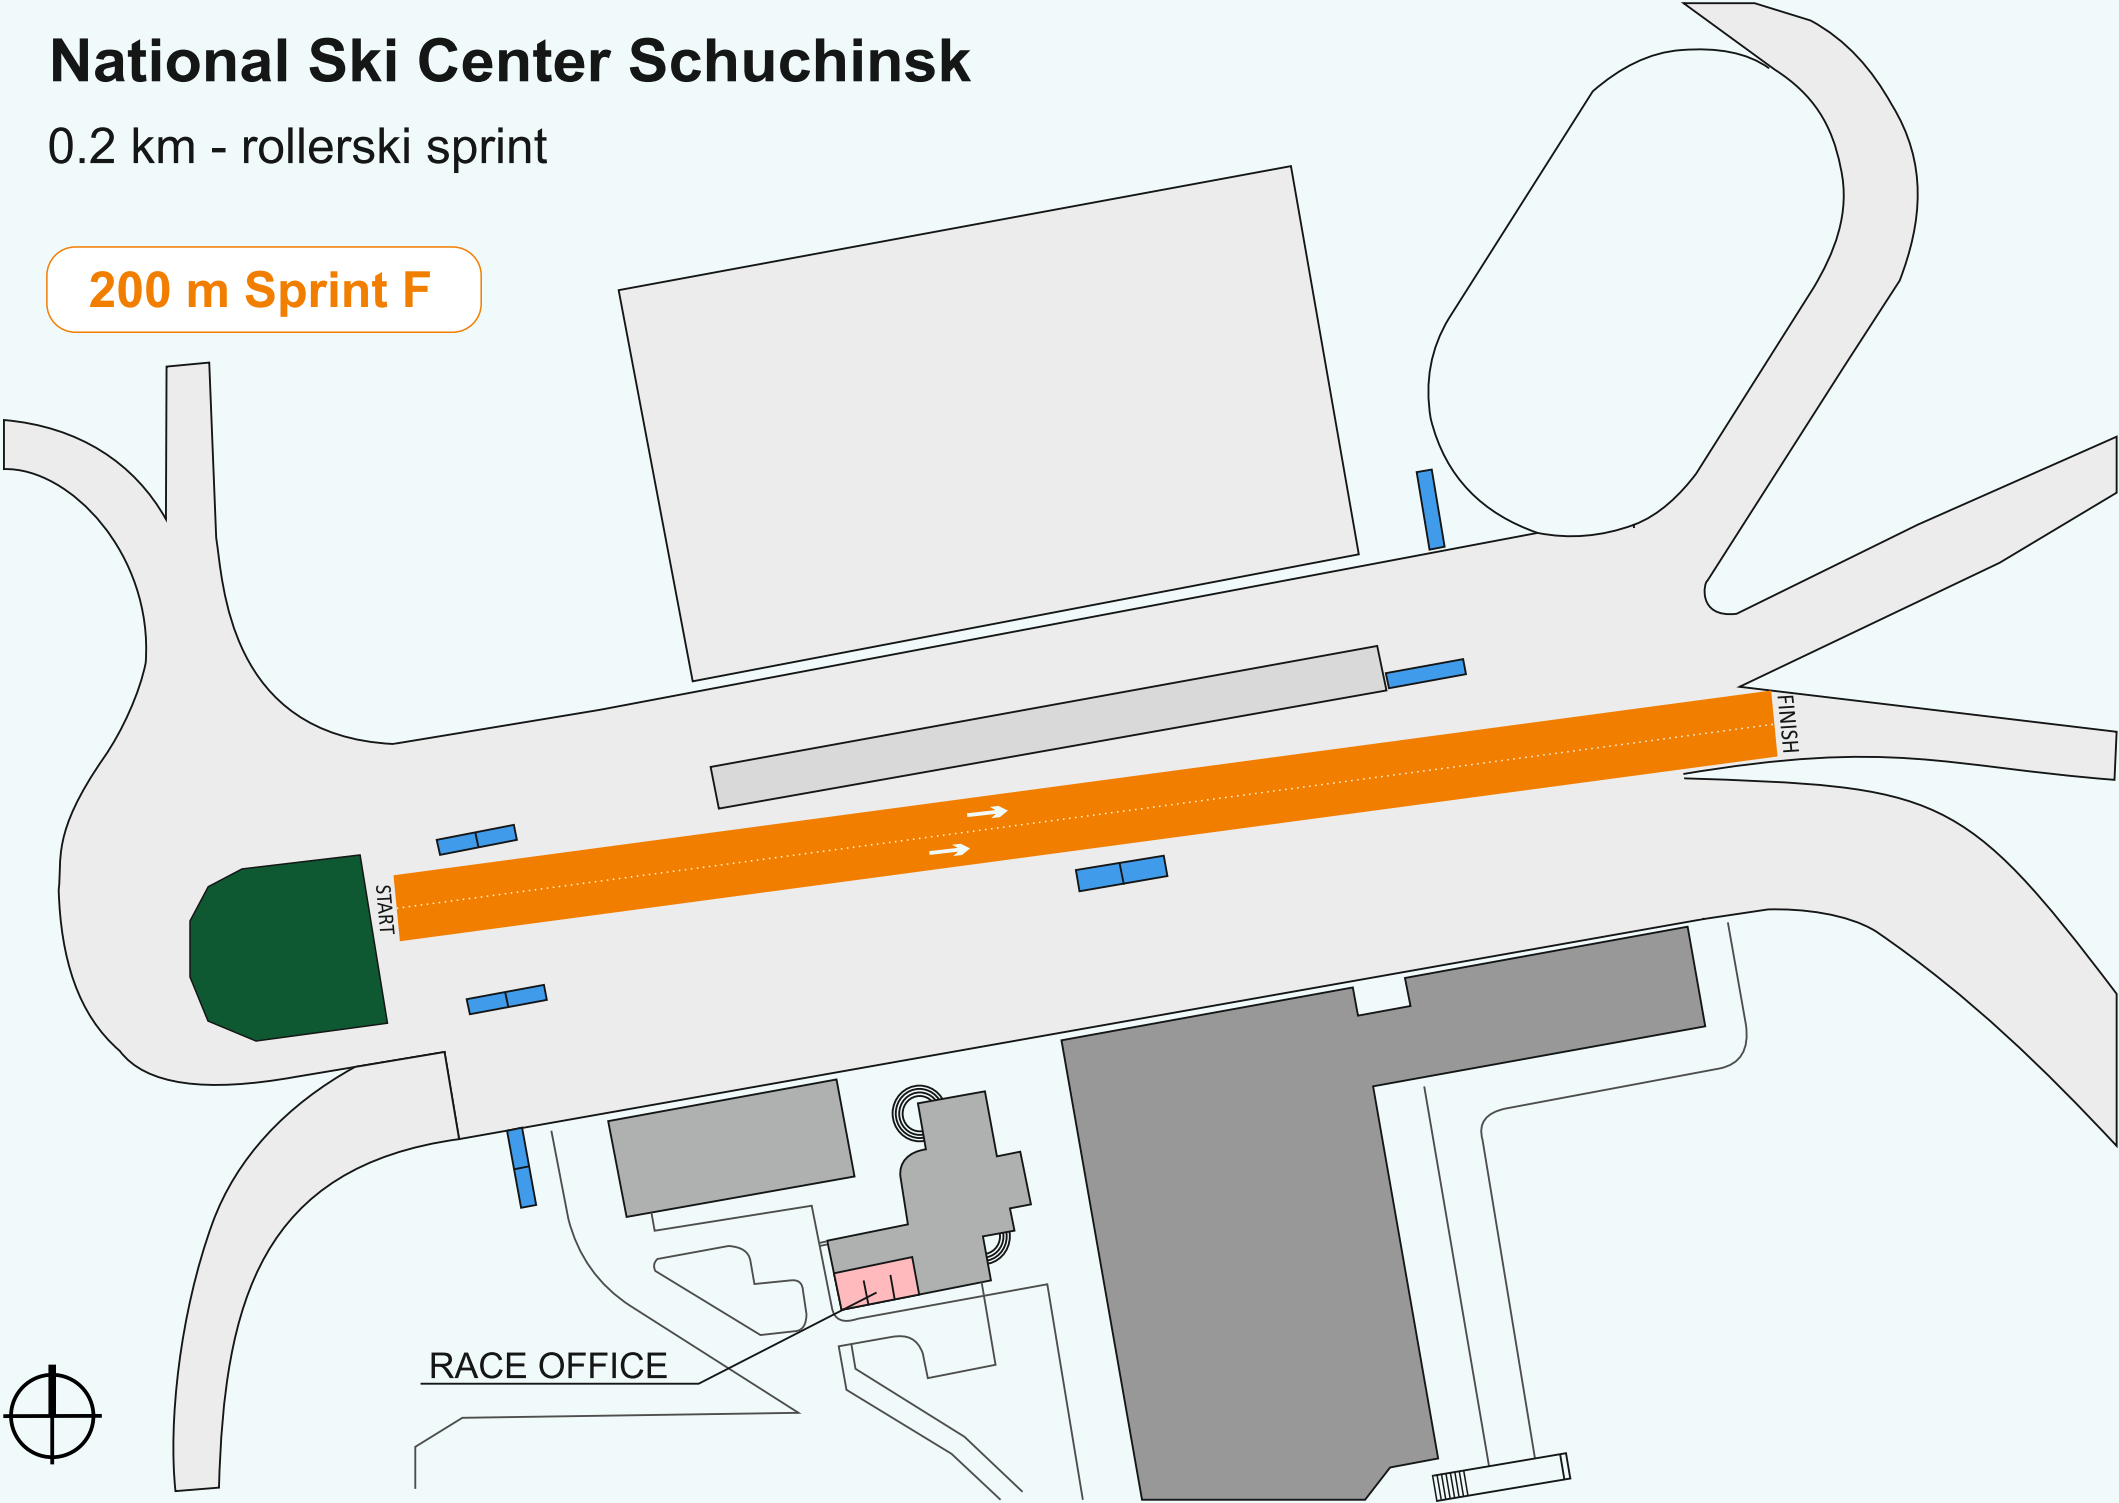 National Ski Center Schuchinsk
0.2 km - rollerski sprint
200 m Sprint F
FINISH
START
RACE OFFICE